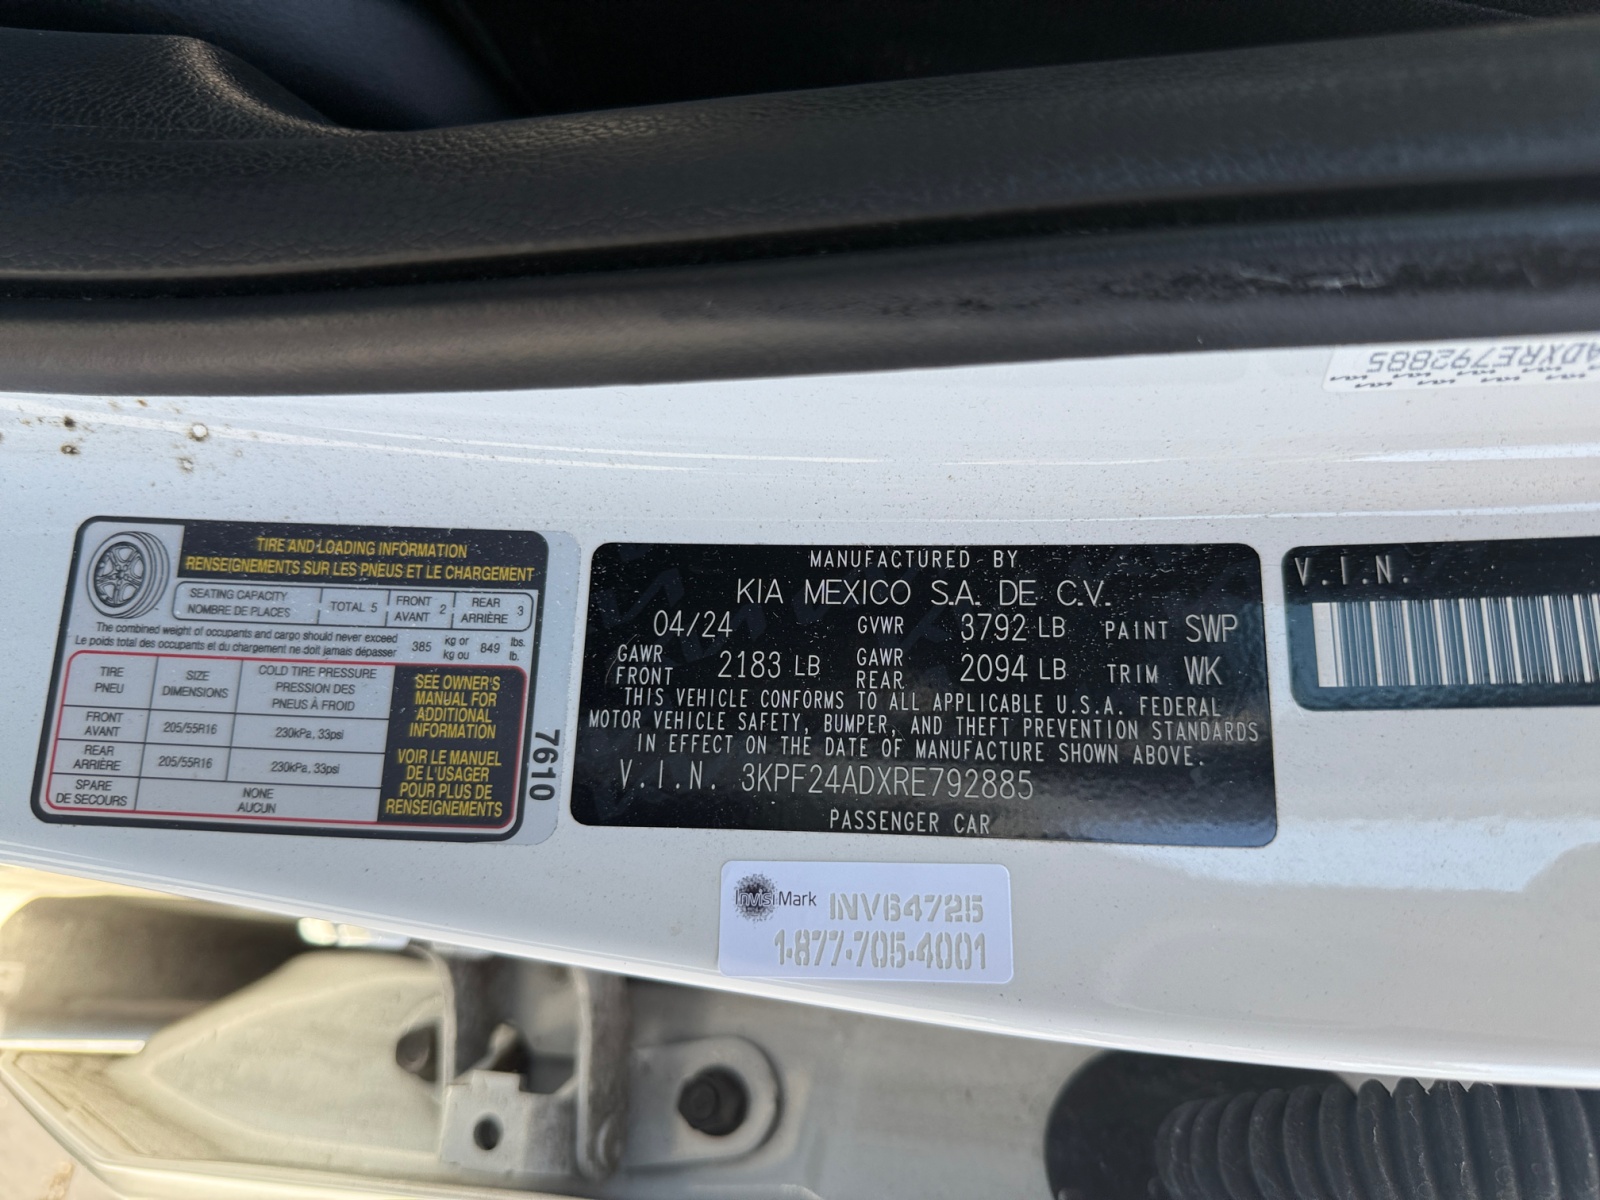 ADXRE792885
TIRE AND LOADING INFORMATION
RENSEIGNEMENTS SUR LES PNEUS ET LE CHARGEMENT
SEATING CAPACITY
NOMBRE DE PLACES
TOTAL 5
FRONT
AVANT
2
REAR
ARRIÈRE
3
The combined weight of occupants and cargo should never exceed
Le poids total des occupants et du chargement ne doit jamais dépasser
385
kg or
kg ou
849
lbs.
lb.
TIRE
PNEU
SIZE
DIMENSIONS
COLD TIRE PRESSURE
PRESSION DES
PNEUS À FROID
FRONT
AVANT
205/55R16
230kPa, 33psi
REAR
ARRIÈRE
205/55R16
230kPa, 33psi
SPARE
DE SECOURS
NONE
AUCUN
SEE OWNER'S
MANUAL FOR
ADDITIONAL
INFORMATION
VOIR LE MANUEL
DE L'USAGER
POUR PLUS DE
RENSEIGNEMENTS
7610
MANUFACTURED BY
KIA MEXICO S.A. DE C.V.
04/24 GVWR 3792 LB PAINT SWP
GAWR
FRONT
2183 LB
GAWR
REAR
2094 LB
TRIM WK
THIS VEHICLE CONFORMS TO ALL APPLICABLE U.S.A. FEDERAL
MOTOR VEHICLE SAFETY, BUMPER, AND THEFT PREVENTION STANDARDS
IN EFFECT ON THE DATE OF MANUFACTURE SHOWN ABOVE.
V.I.N. 3KPF24ADXRE792885
PASSENGER CAR
V.I.N.
InvisiMark INV64725
1-877-705-4001